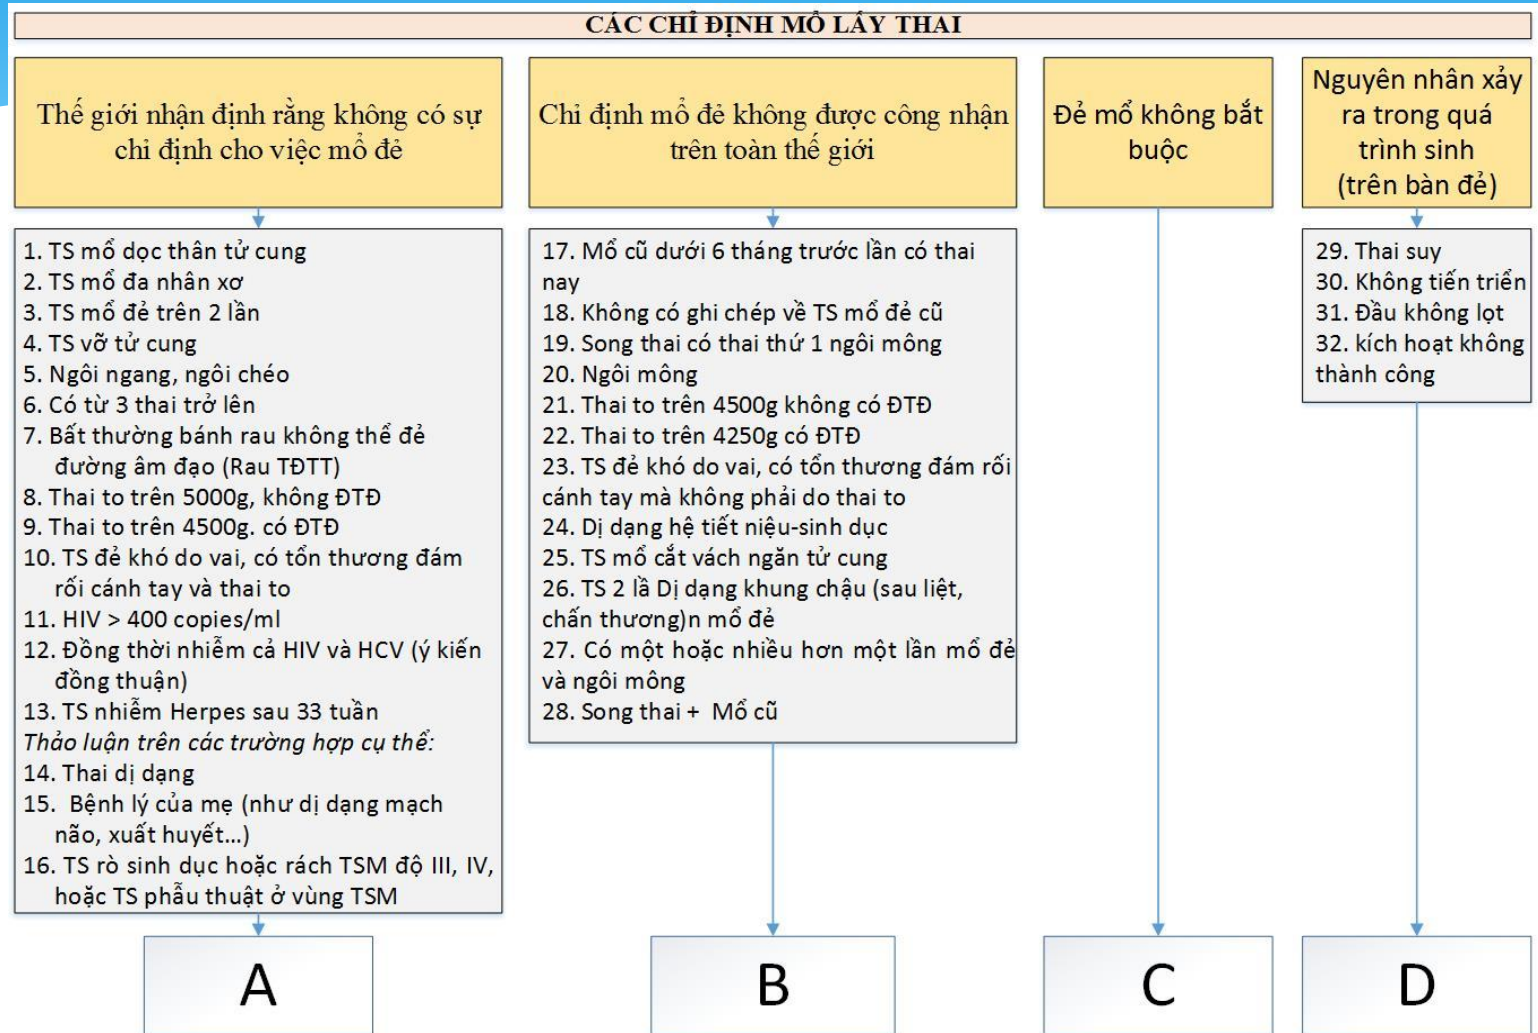 CÁC CHỈ ĐỊNH MỔ LẤY THAI
Thế giới nhận định rằng không có sự
chỉ định cho việc mổ đẻ
1. TS mổ dọc thân tử cung
2. TS mổ đa nhân xơ
3. TS mổ đẻ trên 2 lần
4. TS vỡ tử cung
5. Ngôi ngang, ngôi chéo
6. Có từ 3 thai trở lên
7. Bất thường bánh rau không thể đẻ
đường âm đạo (Rau TĐTT)
8. Thai to trên 5000g, không ĐTĐ
9. Thai to trên 4500g. có ĐTĐ
10. TS đẻ khó do vai, có tổn thương đám
rối cánh tay và thai to
11. HIV > 400 copies/ml
12. Đồng thời nhiễm cả HIV và HCV (ý kiến
đồng thuận)
13. TS nhiễm Herpes sau 33 tuần
Thảo luận trên các trường hợp cụ thể:
14. Thai dị dạng
15. Bệnh lý của mẹ (như dị dạng mạch
não, xuất huyết...)
16. TS rò sinh dục hoặc rách TSM độ III, IV,
hoặc TS phẫu thuật ở vùng TSM
A
Chỉ định mổ đẻ không được công nhận
trên toàn thế giới
17. Mổ cũ dưới 6 tháng trước lần có thai
nay
18. Không có ghi chép về TS mổ đẻ cũ
19. Song thai có thai thứ 1 ngôi mông
20. Ngôi mông
21. Thai to trên 4500g không có ĐTĐ
22. Thai to trên 4250g có ĐTĐ
23. TS đẻ khó do vai, có tổn thương đám rối
cánh tay mà không phải do thai to
24. Dị dạng hệ tiết niệu-sinh dục
25. TS mổ cắt vách ngăn tử cung
26. TS 2 lầ Dị dạng khung chậu (sau liệt,
chấn thương)n mổ đẻ
27. Có một hoặc nhiều hơn một lần mổ đẻ
và ngôi mông
28. Song thai + Mổ cũ
B
Đẻ mổ không bắt
buộc
C
Nguyên nhân xảy
ra trong quá
trình sinh
(trên bàn đẻ)
29. Thai suy
30. Không tiến triển
31. Đầu không lọt
32. kích hoạt không
thành công
D